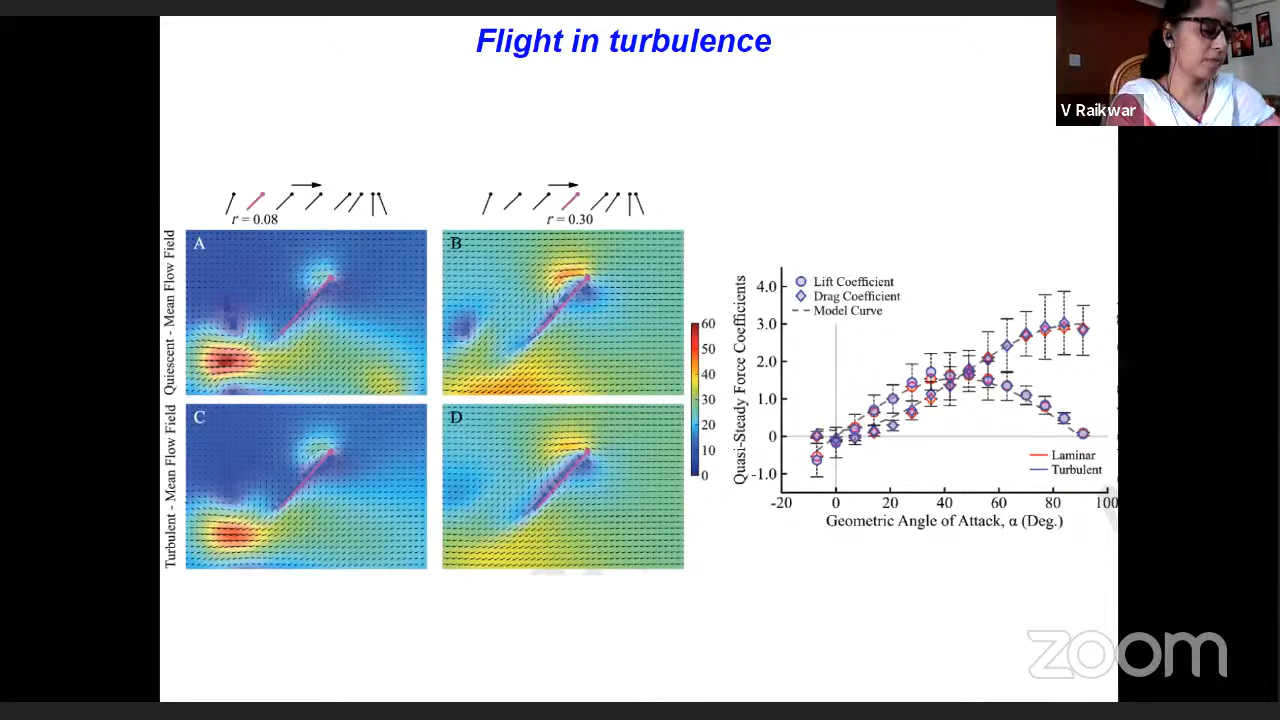 Flight in turbulence
V Raikwar
r = 0.08
r = 0.30
Quiescent - Mean Flow Field
A
B
Turbulent - Mean Flow Field
C
D
60
50
40
30
20
10
0
Quasi-Steady Force Coefficients
4.0
3.0
2.0
1.0
0
-1.0
Lift Coefficient
Drag Coefficient
Model Curve
Laminar
Turbulent
-20
0
20
40
60
80
100
Geometric Angle of Attack, α (Deg.)
zoom